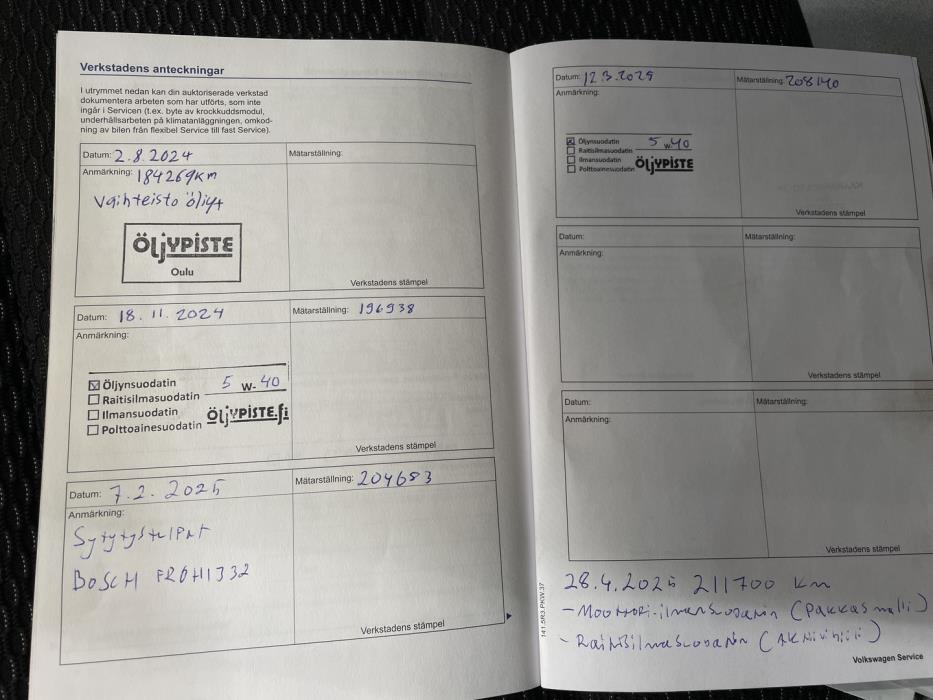 Verkstadens anteckningar
I utrymmet nedan kan din auktoriserade verkstad
dokumentera arbeten som har utförts, som inte
ingår i Servicen (t.ex. byte av krockkuddsmodul,
underhållsarbeten på klimatanläggningen, omkod-
ning av bilen från flexibel Service till fast Service).
Datum: 2.8.2024 Mätarställning:
Anmärkning: 184269km
Vaihteisto öljyt
ÖljYPiSTE
Oulu
Verkstadens stämpel
Datum: 18.11.2024 Mätarställning: 196938
Anmärkning:
Öljynsuodatin 5 W-40
Raitisilmasuodatin
Ilmansuodatin ÖljYPiSTE.fi
Polttoainesuodatin
Verkstadens stämpel
Datum: 7.2.2025 Mätarställning: 204683
Anmärkning:
Sytytystulpat
BOSCH
Verkstadens stämpel
Datum: 12.3.2025 Mätarställning: 208140
Anmärkning:
Öljynsuodatin 5 W-40
Raitisilmasuodatin
Ilmansuodatin ÖljYPiSTE
Polttoainesuodatin
Verkstadens stämpel
Datum: Mätarställning:
Anmärkning:
Verkstadens stämpel
Datum: Mätarställning:
Anmärkning:
Verkstadens stämpel
28.4.2025 211700 km
- Moottori-ilmansuodatin (Pakkasmalli)
- Raitisilmasuodatin (Aktiivihiili)
141.5R3.PKW.37
Volkswagen Service